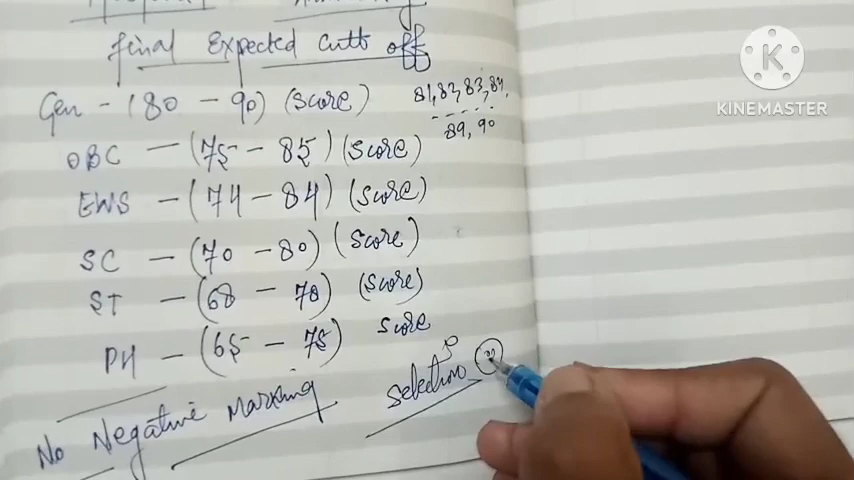 final Expected Cutt off
Gen - (80 - 90) (Score)
81, 82, 83, 84,
- - - - -
89, 90
OBC - (75 - 85) (Score)
EWS - (74 - 84) (Score)
SC - (70 - 80) (Score)
ST - (68 - 78) (Score)
PH - (65 - 75) Score
No Negative Marking
Selection
K
KINEMASTER